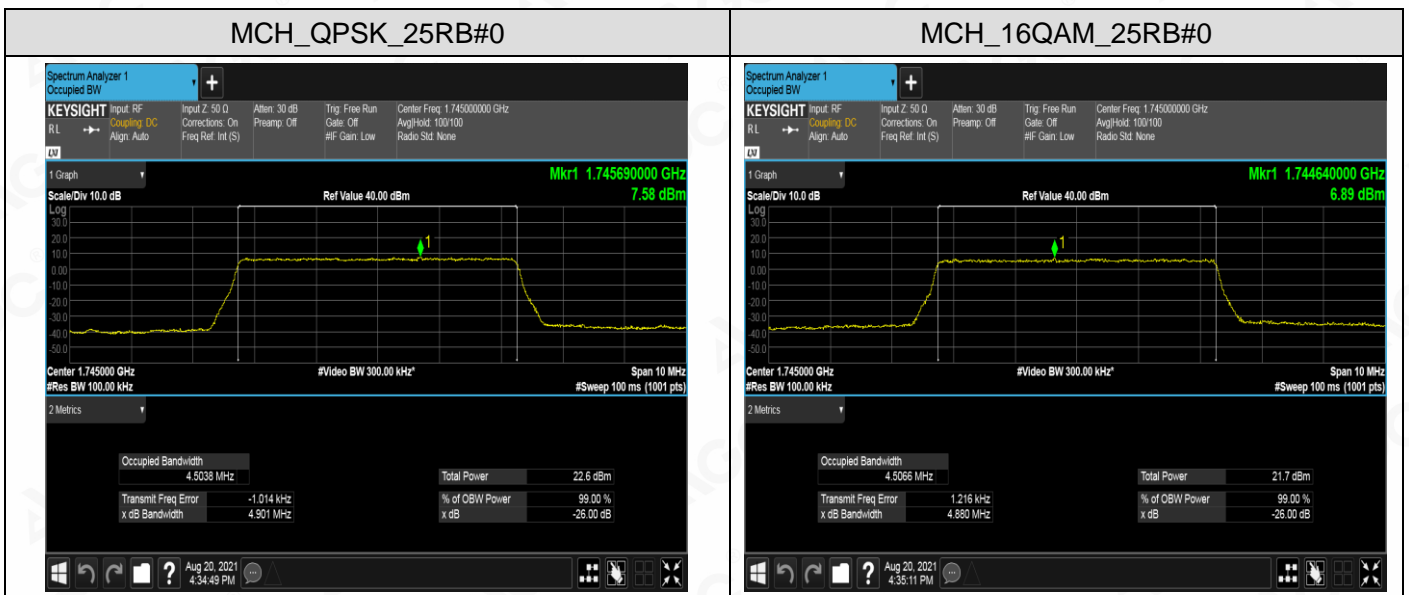 MCH_QPSK_25RB#0
Spectrum Analyzer 1
Occupied BW
KEYSIGHT
RL
LXI
Input: RF
Coupling: DC
Align: Auto
Input Z: 50 Ω
Corrections: On
Freq Ref: Int (S)
Atten: 30 dB
Preamp: Off
Trig: Free Run
Gate: Off
#IF Gain: Low
Center Freq: 1.745000000 GHz
Avg|Hold: 100/100
Radio Std: None
1 Graph
Scale/Div 10.0 dB
Ref Value 40.00 dBm
Mkr1 1.745690000 GHz
7.58 dBm
Log
30.0
20.0
10.0
0.00
-10.0
-20.0
-30.0
-40.0
-50.0
1
Center 1.745000 GHz
#Video BW 300.00 kHz*
Span 10 MHz
#Res BW 100.00 kHz
#Sweep 100 ms (1001 pts)
2 Metrics
Occupied Bandwidth
4.5038 MHz
Total Power 22.6 dBm
Transmit Freq Error -1.014 kHz
% of OBW Power 99.00 %
x dB Bandwidth 4.901 MHz
x dB -26.00 dB
?
Aug 20, 2021
4:34:49 PM
MCH_16QAM_25RB#0
Spectrum Analyzer 1
Occupied BW
KEYSIGHT
RL
LXI
Input: RF
Coupling: DC
Align: Auto
Input Z: 50 Ω
Corrections: On
Freq Ref: Int (S)
Atten: 30 dB
Preamp: Off
Trig: Free Run
Gate: Off
#IF Gain: Low
Center Freq: 1.745000000 GHz
Avg|Hold: 100/100
Radio Std: None
1 Graph
Scale/Div 10.0 dB
Ref Value 40.00 dBm
Mkr1 1.744640000 GHz
6.89 dBm
Log
30.0
20.0
10.0
0.00
-10.0
-20.0
-30.0
-40.0
-50.0
1
Center 1.745000 GHz
#Video BW 300.00 kHz*
Span 10 MHz
#Res BW 100.00 kHz
#Sweep 100 ms (1001 pts)
2 Metrics
Occupied Bandwidth
4.5066 MHz
Total Power 21.7 dBm
Transmit Freq Error 1.216 kHz
% of OBW Power 99.00 %
x dB Bandwidth 4.880 MHz
x dB -26.00 dB
?
Aug 20, 2021
4:35:11 PM